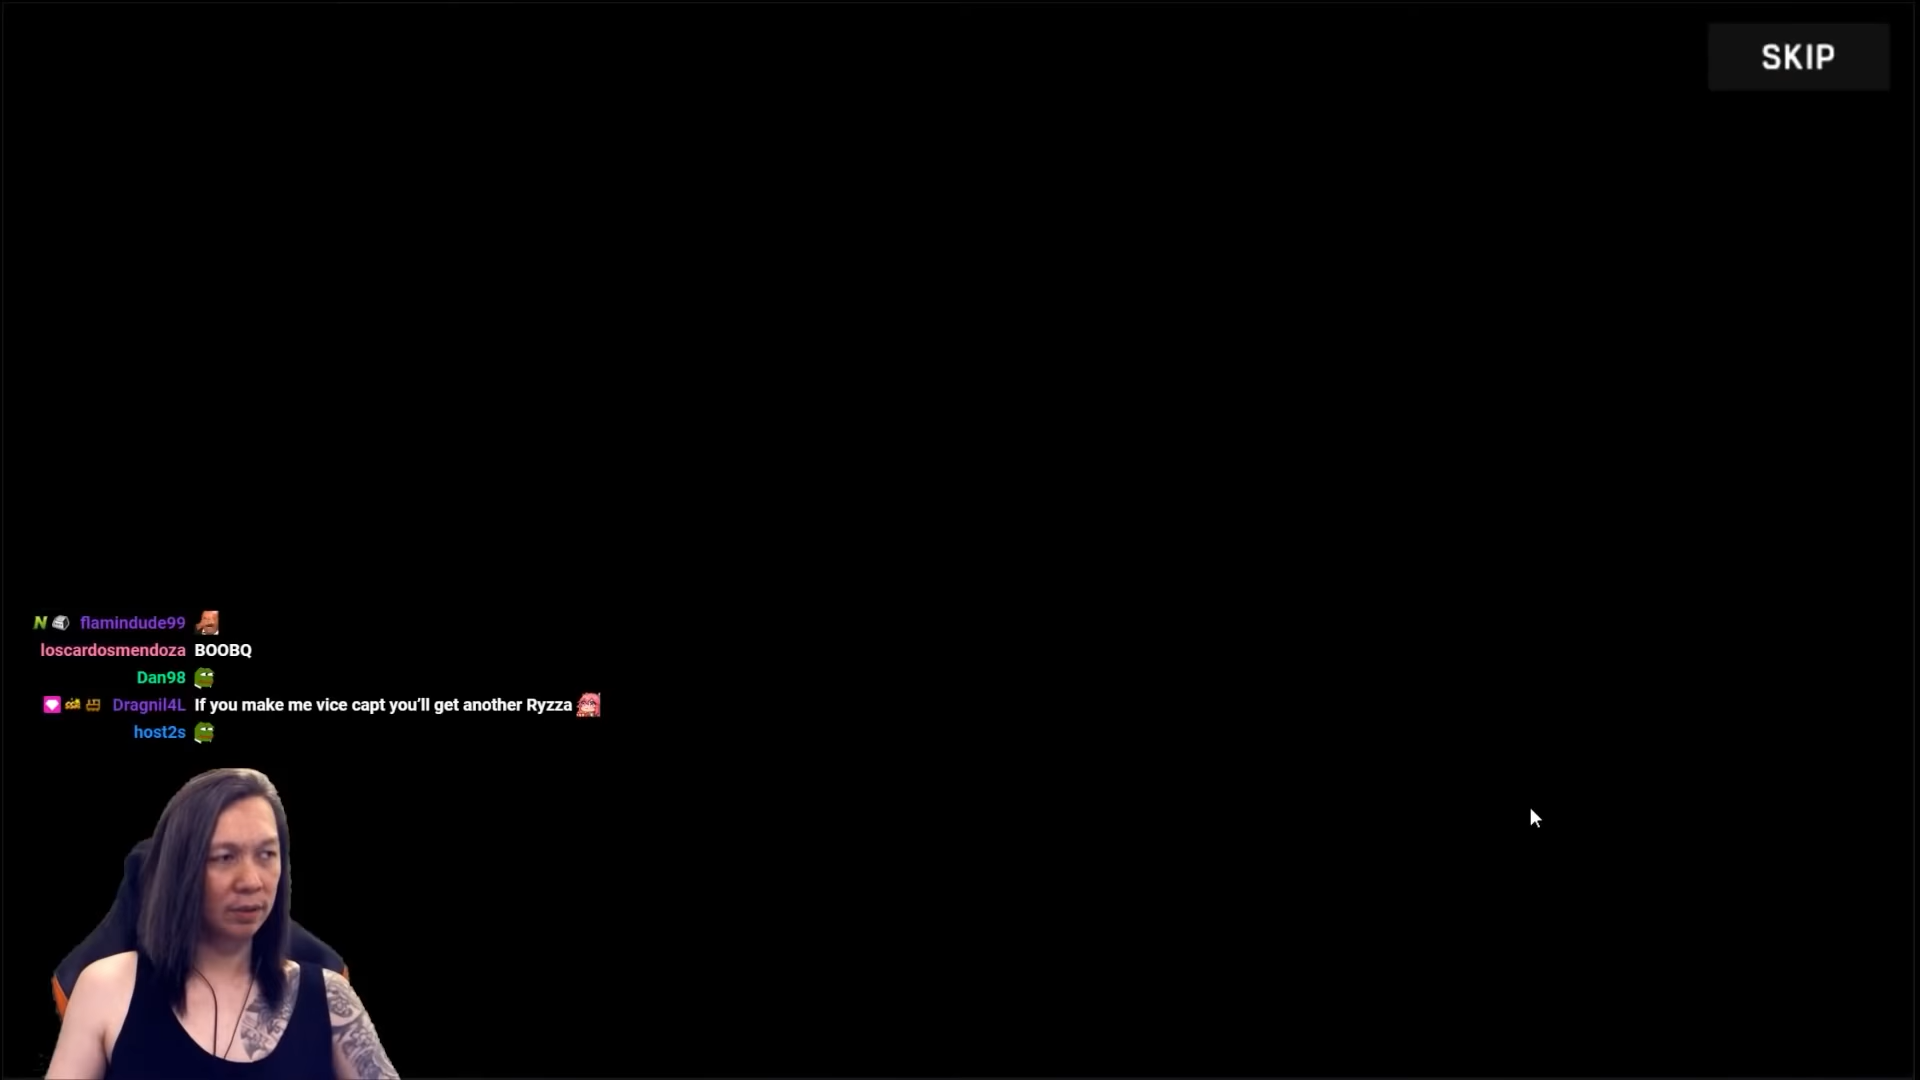 SKIP
N flamindude99
loscardosmendoza BOOBQ
Dan98
Dragnil4L If you make me vice capt you’ll get another Ryzza
host2s